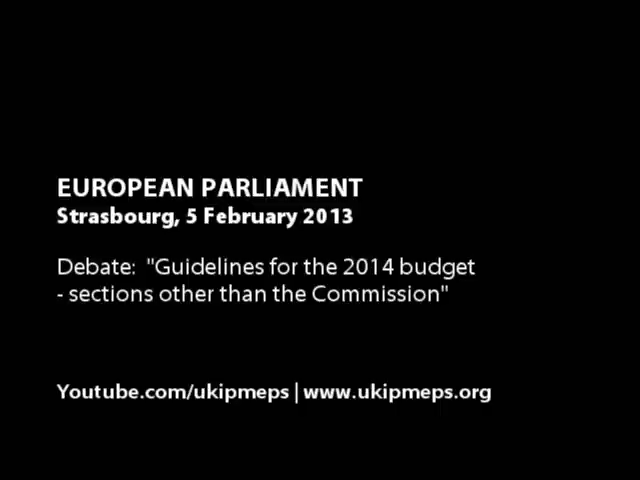 EUROPEAN PARLIAMENT
Strasbourg, 5 February 2013
Debate:  "Guidelines for the 2014 budget
- sections other than the Commission"
Youtube.com/ukipmeps | www.ukipmeps.org